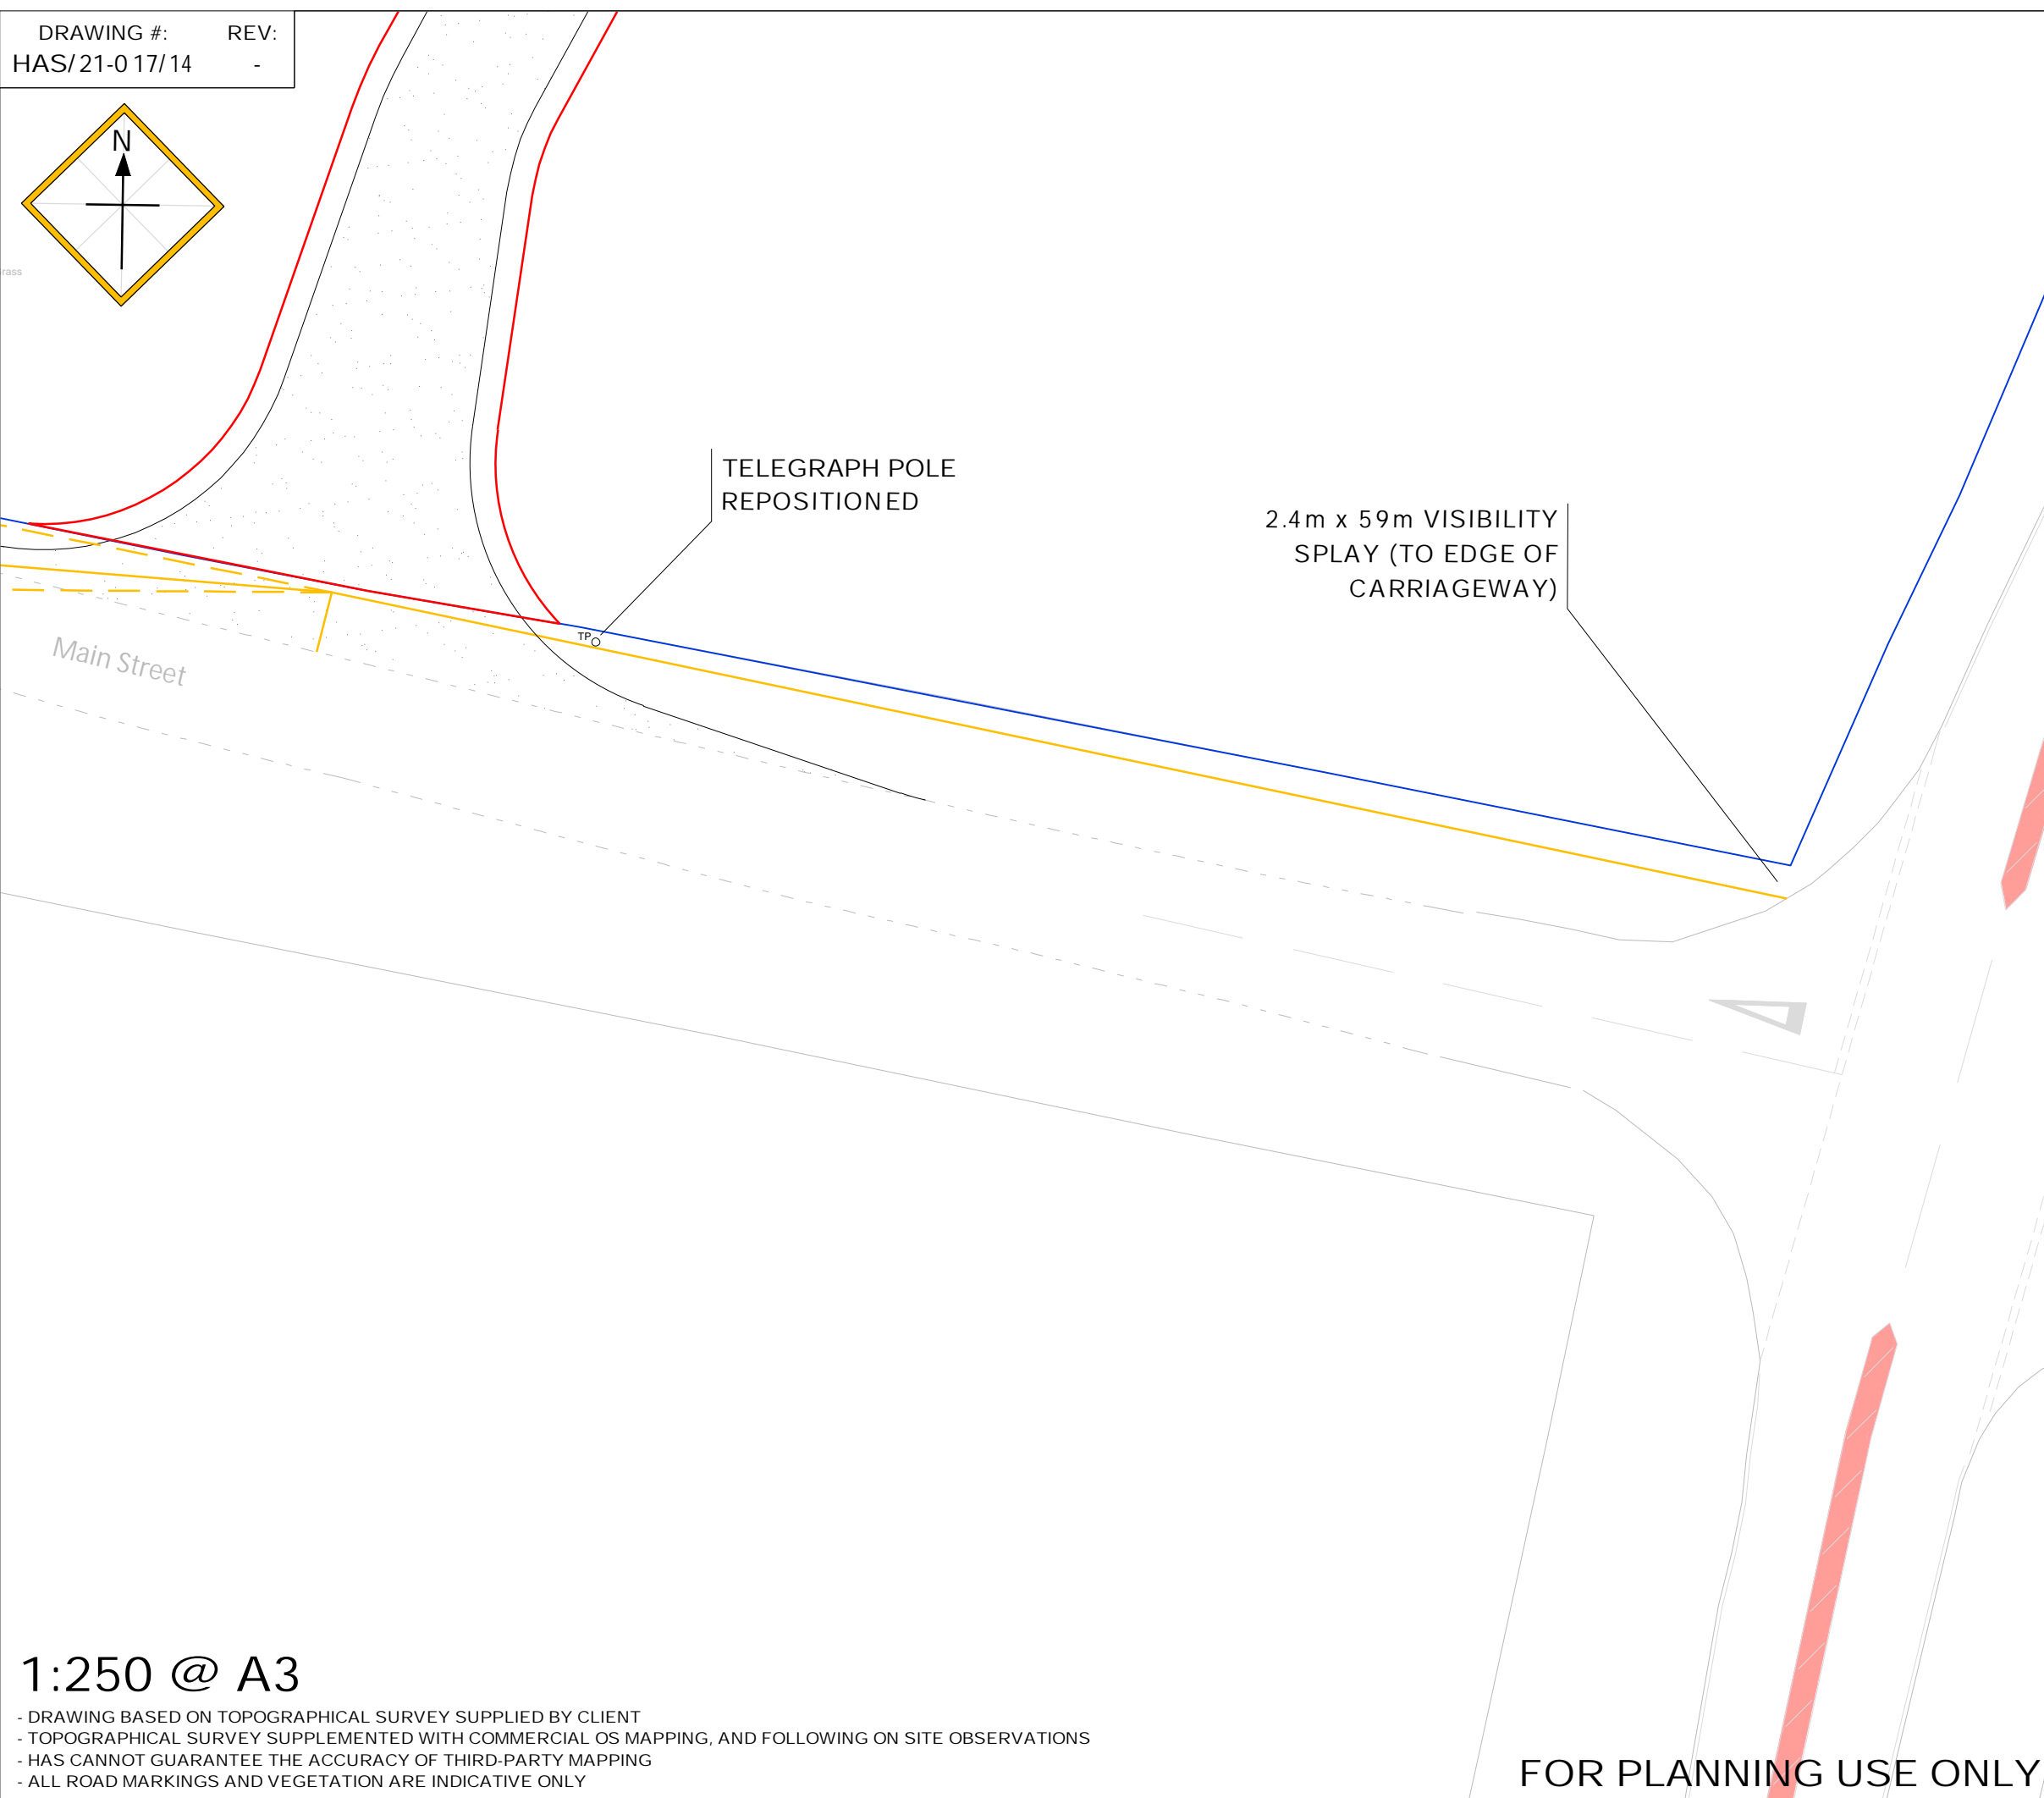 DRAWING #: REV:
HAS/21-017/14 -
N
rass
TELEGRAPH POLE
REPOSITIONED
2.4m x 59m VISIBILITY
SPLAY (TO EDGE OF
CARRIAGEWAY)
TP
Main Street
1:250 @ A3
- DRAWING BASED ON TOPOGRAPHICAL SURVEY SUPPLIED BY CLIENT
- TOPOGRAPHICAL SURVEY SUPPLEMENTED WITH COMMERCIAL OS MAPPING, AND FOLLOWING ON SITE OBSERVATIONS
- HAS CANNOT GUARANTEE THE ACCURACY OF THIRD-PARTY MAPPING
- ALL ROAD MARKINGS AND VEGETATION ARE INDICATIVE ONLY
FOR PLANNING USE ONLY